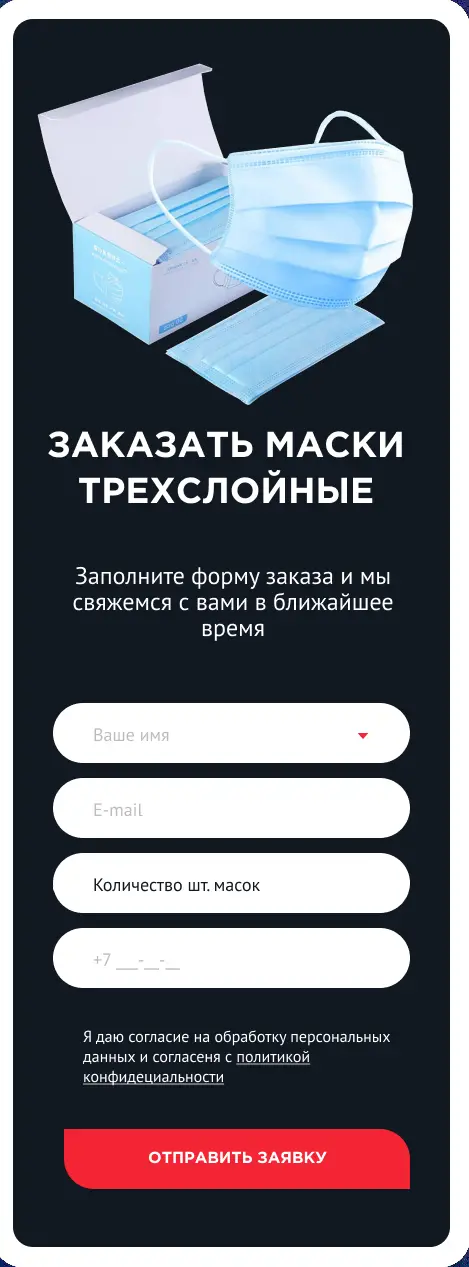 ЗАКАЗАТЬ МАСКИ
ТРЕХСЛОЙНЫЕ
Заполните форму заказа и мы
свяжемся с вами в ближайшее
время
Ваше имя
E-mail
Количество шт. масок
+7 ___-__-__
Я даю согласие на обработку персональных
данных и согласеня с политикой
конфидециальности
ОТПРАВИТЬ ЗАЯВКУ